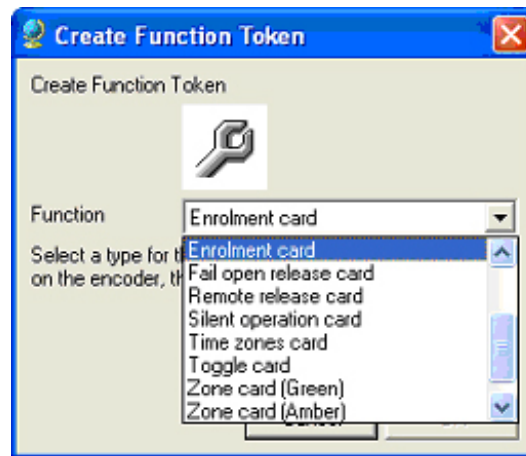 Create Function Token
Create Function Token
Function
Enrolment card
Select a type for t
Enrolment card
on the encoder, th
Fail open release card
Remote release card
Silent operation card
Time zones card
Toggle card
Zone card (Green)
Zone card (Amber)